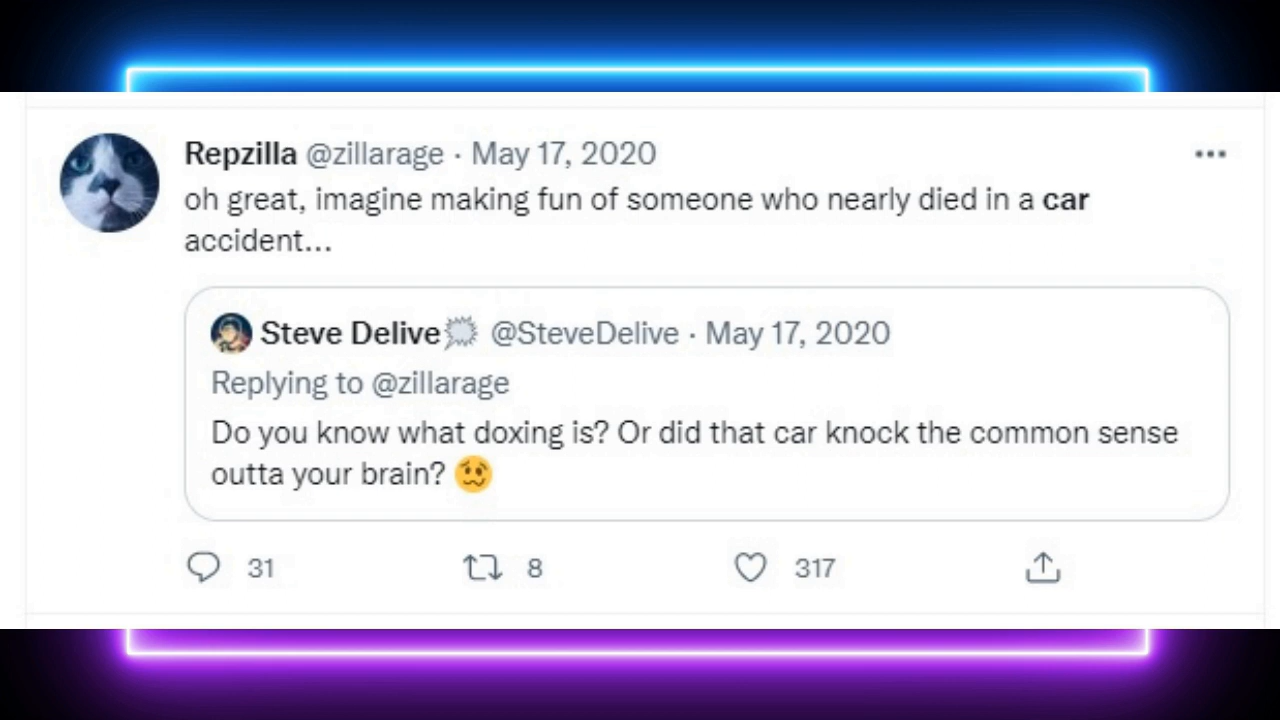 Repzilla @zillarage · May 17, 2020
oh great, imagine making fun of someone who nearly died in a car
accident...
Steve Delive🗯 @SteveDelive · May 17, 2020
Replying to @zillarage
Do you know what doxing is? Or did that car knock the common sense
outta your brain? 🥴
31 8 317